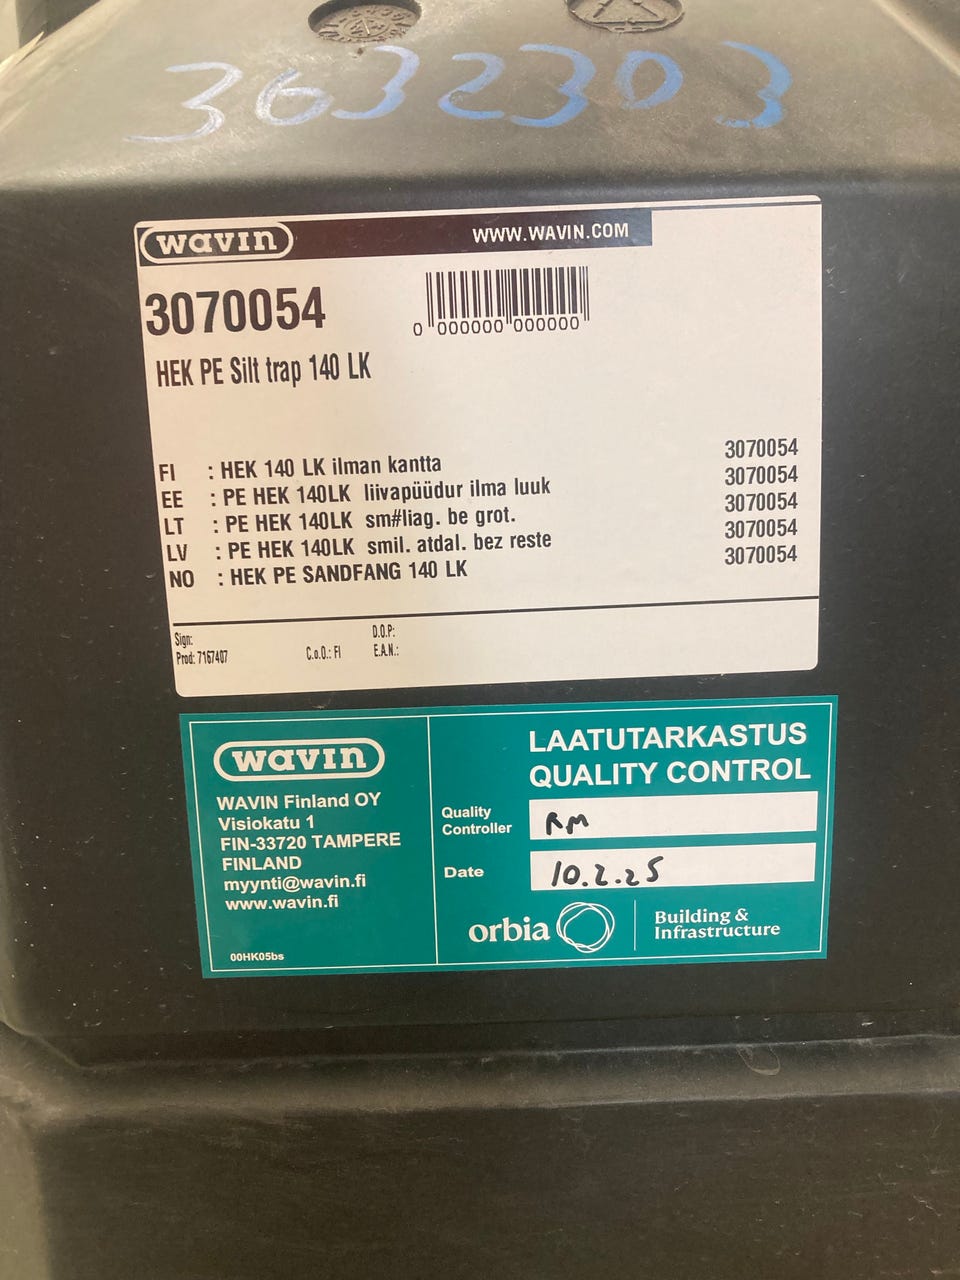 3632303
wavin
WWW.WAVIN.COM
3070054
0 000000 000000
HEK PE Silt trap 140 LK
FI : HEK 140 LK ilman kantta 3070054
EE : PE HEK 140LK liivapüüdur ilma luuk 3070054
LT : PE HEK 140LK sm#liag. be grot. 3070054
LV : PE HEK 140LK smil. atdal. bez reste 3070054
NO : HEK PE SANDFANG 140 LK 3070054
Sign:
Prod: 7167407
C.o.O.: FI
D.O.P:
E.A.N.:
wavin
WAVIN Finland OY
Visiokatu 1
FIN-33720 TAMPERE
FINLAND
myynti@wavin.fi
www.wavin.fi
00HK05bs
LAATUTARKASTUS
QUALITY CONTROL
Quality
Controller RM
Date 10.2.25
orbia
Building &
Infrastructure